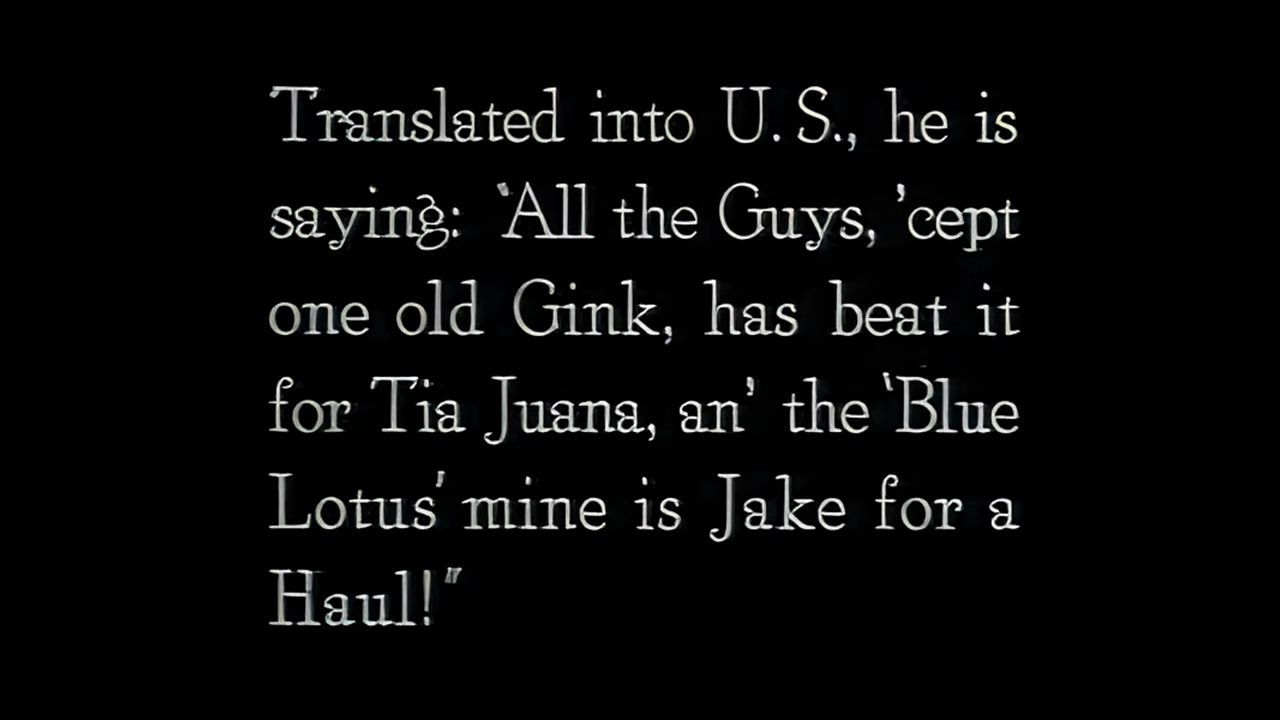 Translated into U. S., he is
saying: 'All the Guys, 'cept
one old Gink, has beat it
for Tia Juana, an' the 'Blue
Lotus' mine is Jake for a
Haul!"